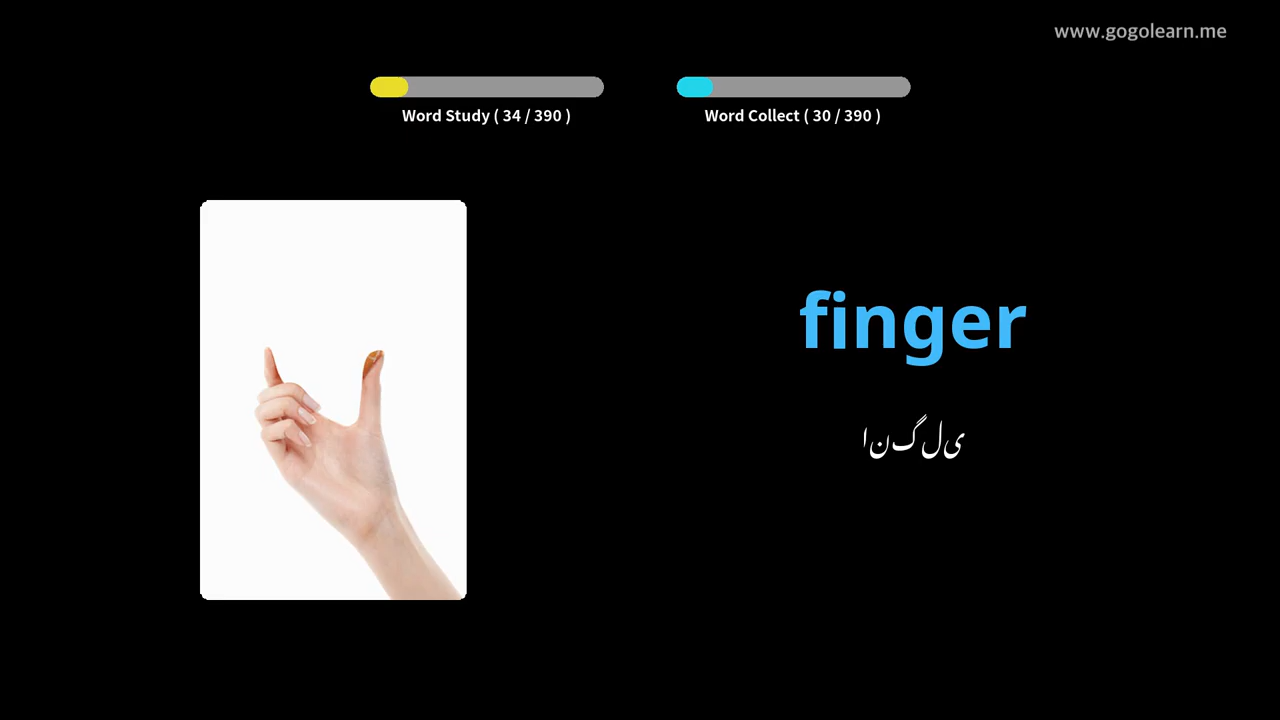 www.gogolearn.me
Word Study ( 34 / 390 )
Word Collect ( 30 / 390 )
finger
انگلی